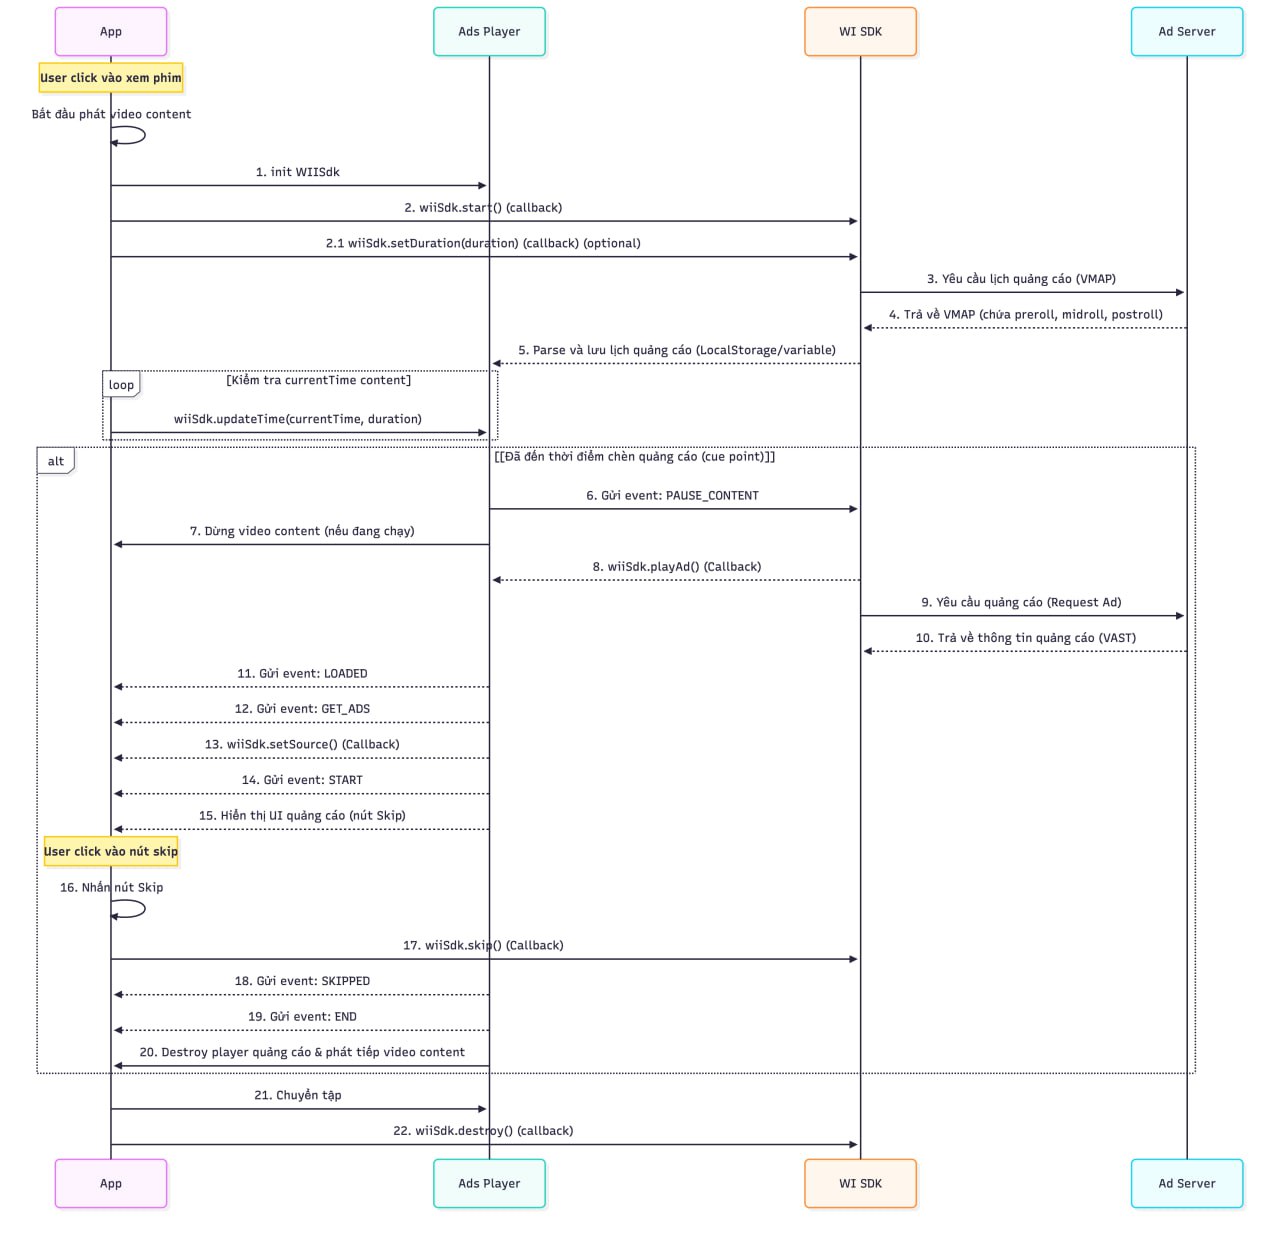 App
Ads Player
WI SDK
Ad Server
User click vào xem phim
Bắt đầu phát video content
1. init WIISdk
2. wiiSdk.start() (callback)
2.1 wiiSdk.setDuration(duration) (callback) (optional)
3. Yêu cầu lịch quảng cáo (VMAP)
4. Trả về VMAP (chứa preroll, midroll, postroll)
5. Parse và lưu lịch quảng cáo (LocalStorage/variable)
loop
[Kiểm tra currentTime content]
wiiSdk.updateTime(currentTime, duration)
alt
[[Đã đến thời điểm chèn quảng cáo (cue point)]]
6. Gửi event: PAUSE_CONTENT
7. Dừng video content (nếu đang chạy)
8. wiiSdk.playAd() (Callback)
9. Yêu cầu quảng cáo (Request Ad)
10. Trả về thông tin quảng cáo (VAST)
11. Gửi event: LOADED
12. Gửi event: GET_ADS
13. wiiSdk.setSource() (Callback)
14. Gửi event: START
15. Hiển thị UI quảng cáo (nút Skip)
User click vào nút skip
16. Nhấn nút Skip
17. wiiSdk.skip() (Callback)
18. Gửi event: SKIPPED
19. Gửi event: END
20. Destroy player quảng cáo & phát tiếp video content
21. Chuyển tập
22. wiiSdk.destroy() (callback)
App
Ads Player
WI SDK
Ad Server